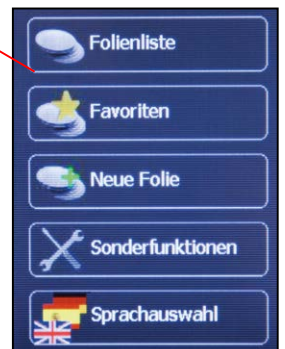 Folienliste
Favoriten
Neue Folie
Sonderfunktionen
Sprachauswahl